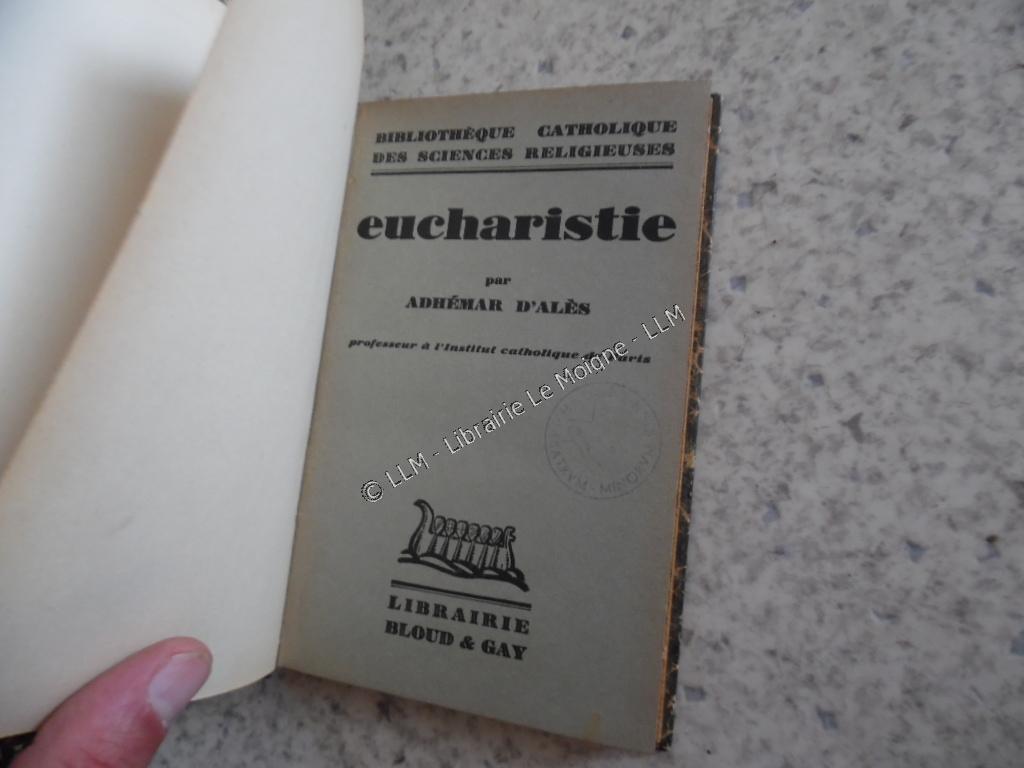 BIBLIOTHÈQUE CATHOLIQUE
DES SCIENCES RELIGIEUSES
eucharistie
par
ADHÉMAR D'ALÈS
professeur à l'Institut catholique
© LLM - Librairie Le Moigne - LLM
LIBRAIRIE
BLOUD & GAY